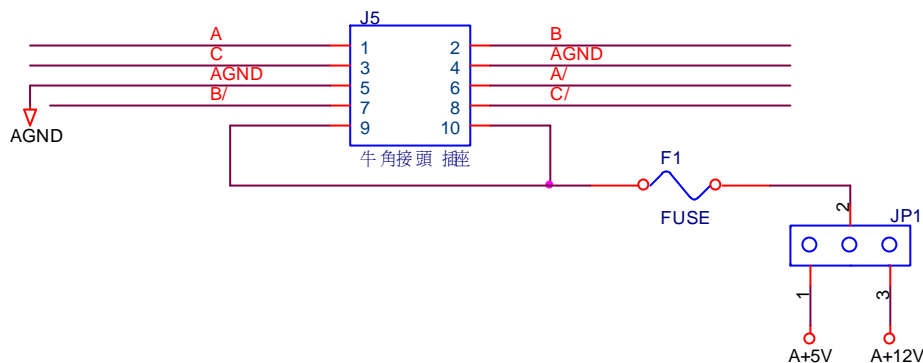 J5
A 1 2 B
C 3 4 AGND
AGND 5 6 A/
B/ 7 8 C/
AGND 9 10
牛角接頭 插座
F1
FUSE
2 JP1
1 3
A+5V A+12V